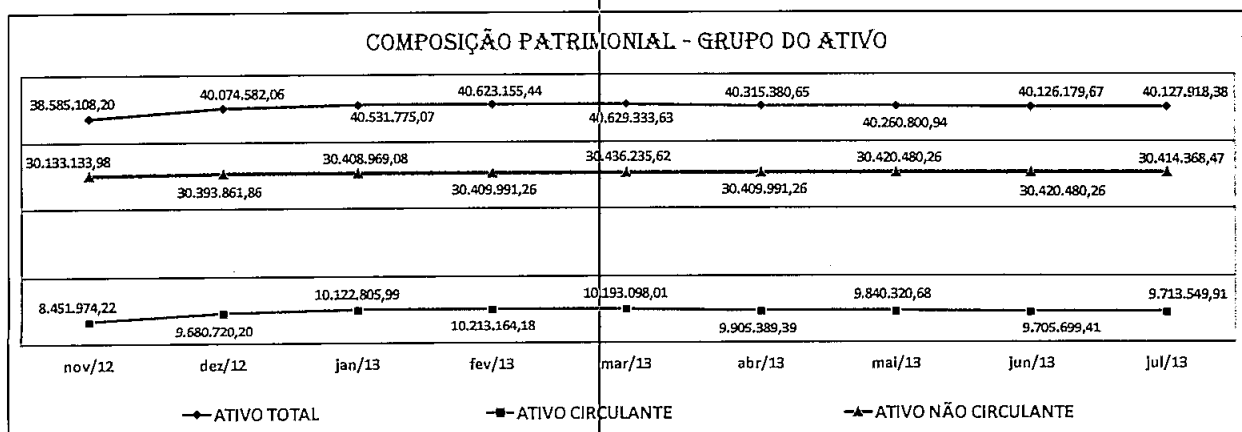 COMPOSIÇÃO PATRIMONIAL - GRUPO DO ATIVO
38.585.108,20 40.074.582,06 40.531.775,07 40.623.155,44 40.629.333,63 40.315.380,65 40.260.800,94 40.126.179,67 40.127.918,38
30.133.133,98 30.393.861,86 30.408.969,08 30.409.991,26 30.436.235,62 30.409.991,26 30.420.480,26 30.420.480,26 30.414.368,47
8.451.974,22 9.680.720,20 10.122.805,99 10.213.164,18 10.193.098,01 9.905.389,39 9.840.320,68 9.705.699,41 9.713.549,91
nov/12 dez/12 jan/13 fev/13 mar/13 abr/13 mai/13 jun/13 jul/13
ATIVO TOTAL ATIVO CIRCULANTE ATIVO NÃO CIRCULANTE